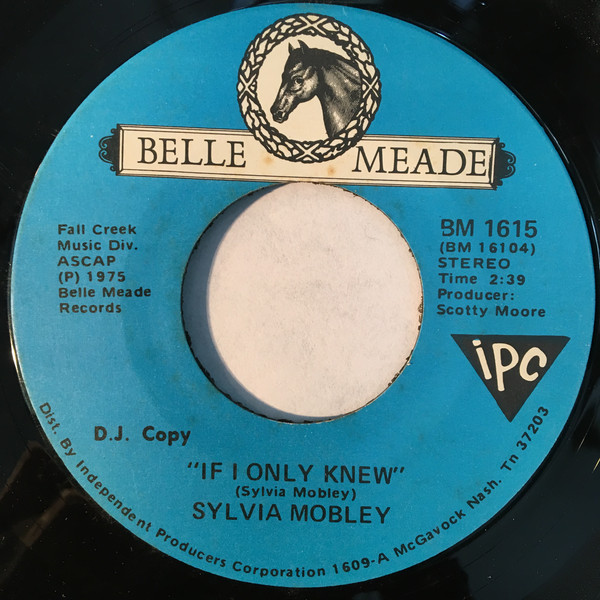 BELLE MEADE
Fall Creek
Music Div.
ASCAP
(P) 1975
Belle Meade
Records
BM 1615
(BM 16104)
STEREO
Time 2:39
Producer:
Scotty Moore
ipc
D.J. Copy
"IF I ONLY KNEW"
(Sylvia Mobley)
SYLVIA MOBLEY
Dist. By Independent Producers Corporation 1609-A McGavock Nash. Tn 37203